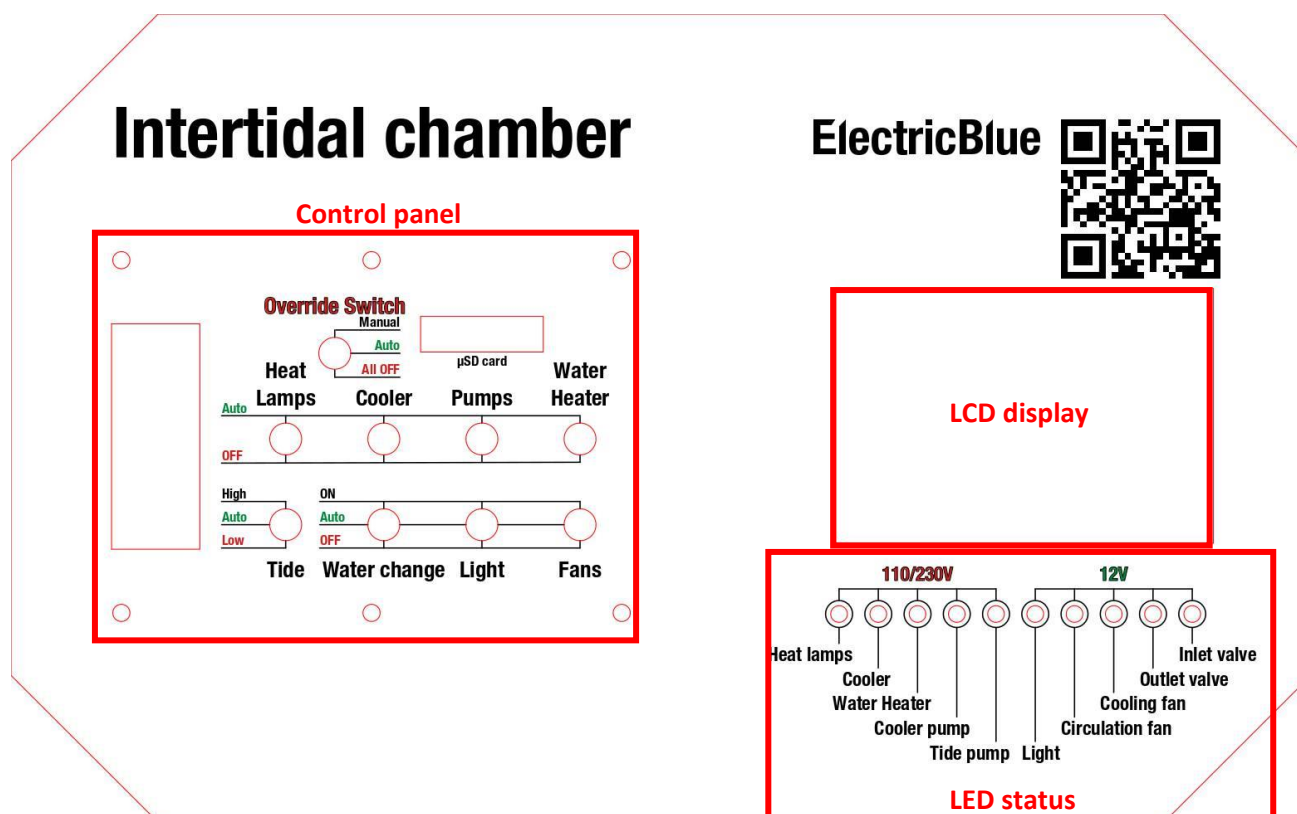 Intertidal chamber
ElectricBlue
Control panel
Override Switch
Manual
Auto
All OFF
µSD card
Heat
Lamps
Cooler
Pumps
Water
Heater
Auto
OFF
High
Auto
Low
ON
Auto
OFF
Tide
Water change
Light
Fans
LCD display
110/230V
12V
Heat lamps
Cooler
Water Heater
Cooler pump
Tide pump
Light
Circulation fan
Cooling fan
Outlet valve
Inlet valve
LED status